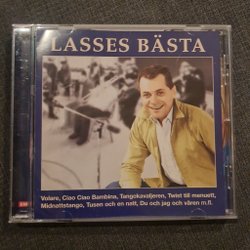 LASSES BÄSTA
Volare, Ciao Ciao Bambina, Tangokavaljeren, Twist till menuett,
Midnattstango, Tusen och en natt, Du och jag och våren m.fl.
EMI